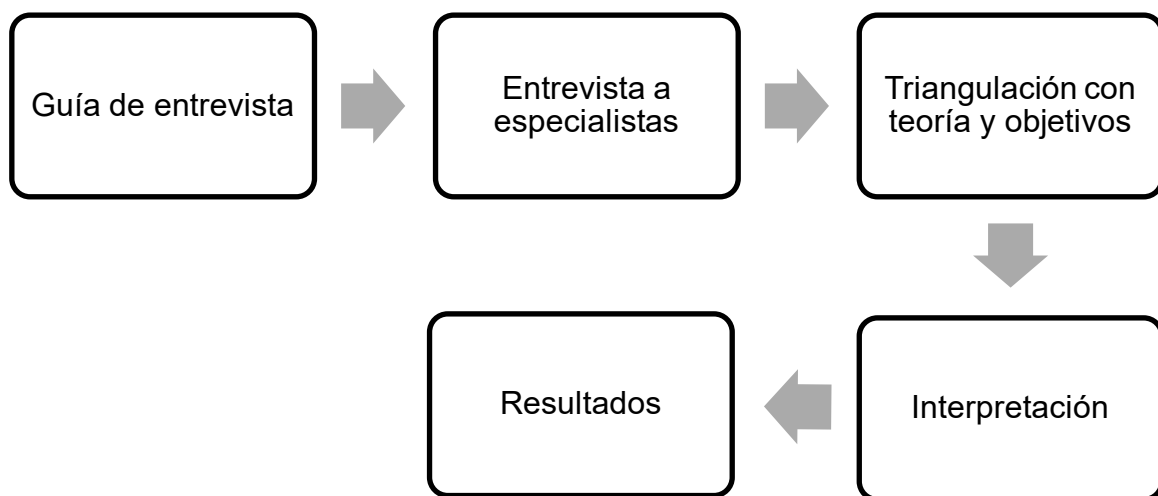 Guía de entrevista
Entrevista a
especialistas
Triangulación con
teoría y objetivos
Interpretación
Resultados